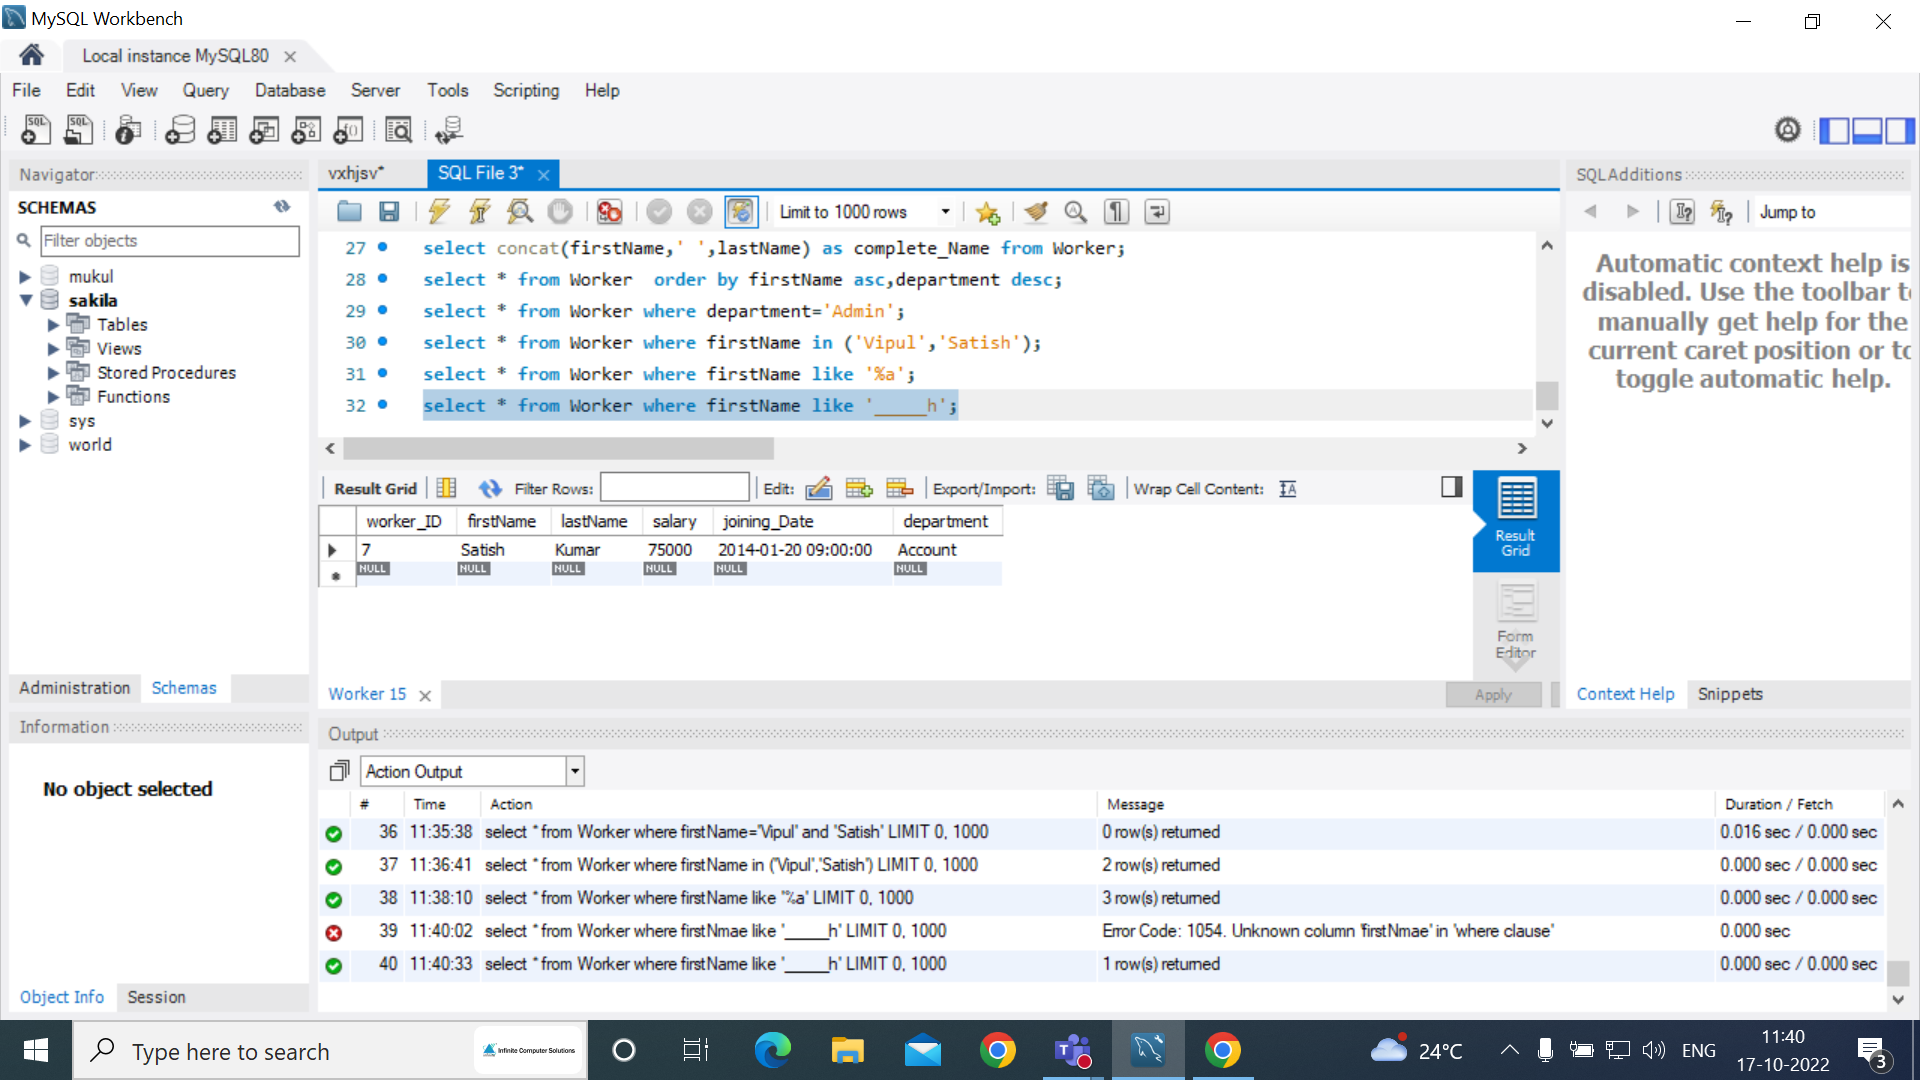 MySQL Workbench
Local instance MySQL80
File Edit View Query Database Server Tools Scripting Help
Navigator
SCHEMAS
Filter objects
mukul
sakila
Tables
Views
Stored Procedures
Functions
sys
world
Administration Schemas
Information
No object selected
Object Info Session
vxhjsv* SQL File 3*
Limit to 1000 rows
27 select concat(firstName,' ',lastName) as complete_Name from Worker;
28 select * from Worker  order by firstName asc,department desc;
29 select * from Worker where department='Admin';
30 select * from Worker where firstName in ('Vipul','Satish');
31 select * from Worker where firstName like '%a';
32 select * from Worker where firstName like '_____h';
Result Grid Filter Rows: Edit: Export/Import: Wrap Cell Content:
worker_ID firstName lastName salary joining_Date department
7 Satish Kumar 75000 2014-01-20 09:00:00 Account
NULL NULL NULL NULL NULL NULL
Result
Grid
Form
Editor
Worker 15
Apply
SQLAdditions
Jump to
Automatic context help is
disabled. Use the toolbar to
manually get help for the
current caret position or to
toggle automatic help.
Context Help Snippets
Output
Action Output
# Time Action Message Duration / Fetch
36 11:35:38 select * from Worker where firstName='Vipul' and 'Satish' LIMIT 0, 1000 0 row(s) returned 0.016 sec / 0.000 sec
37 11:36:41 select * from Worker where firstName in ('Vipul','Satish') LIMIT 0, 1000 2 row(s) returned 0.000 sec / 0.000 sec
38 11:38:10 select * from Worker where firstName like '%a' LIMIT 0, 1000 3 row(s) returned 0.000 sec / 0.000 sec
39 11:40:02 select * from Worker where firstNmae like '_____h' LIMIT 0, 1000 Error Code: 1054. Unknown column 'firstNmae' in 'where clause' 0.000 sec
40 11:40:33 select * from Worker where firstName like '_____h' LIMIT 0, 1000 1 row(s) returned 0.000 sec / 0.000 sec
Type here to search
Infinite Computer Solutions
24°C
ENG
11:40
17-10-2022
3